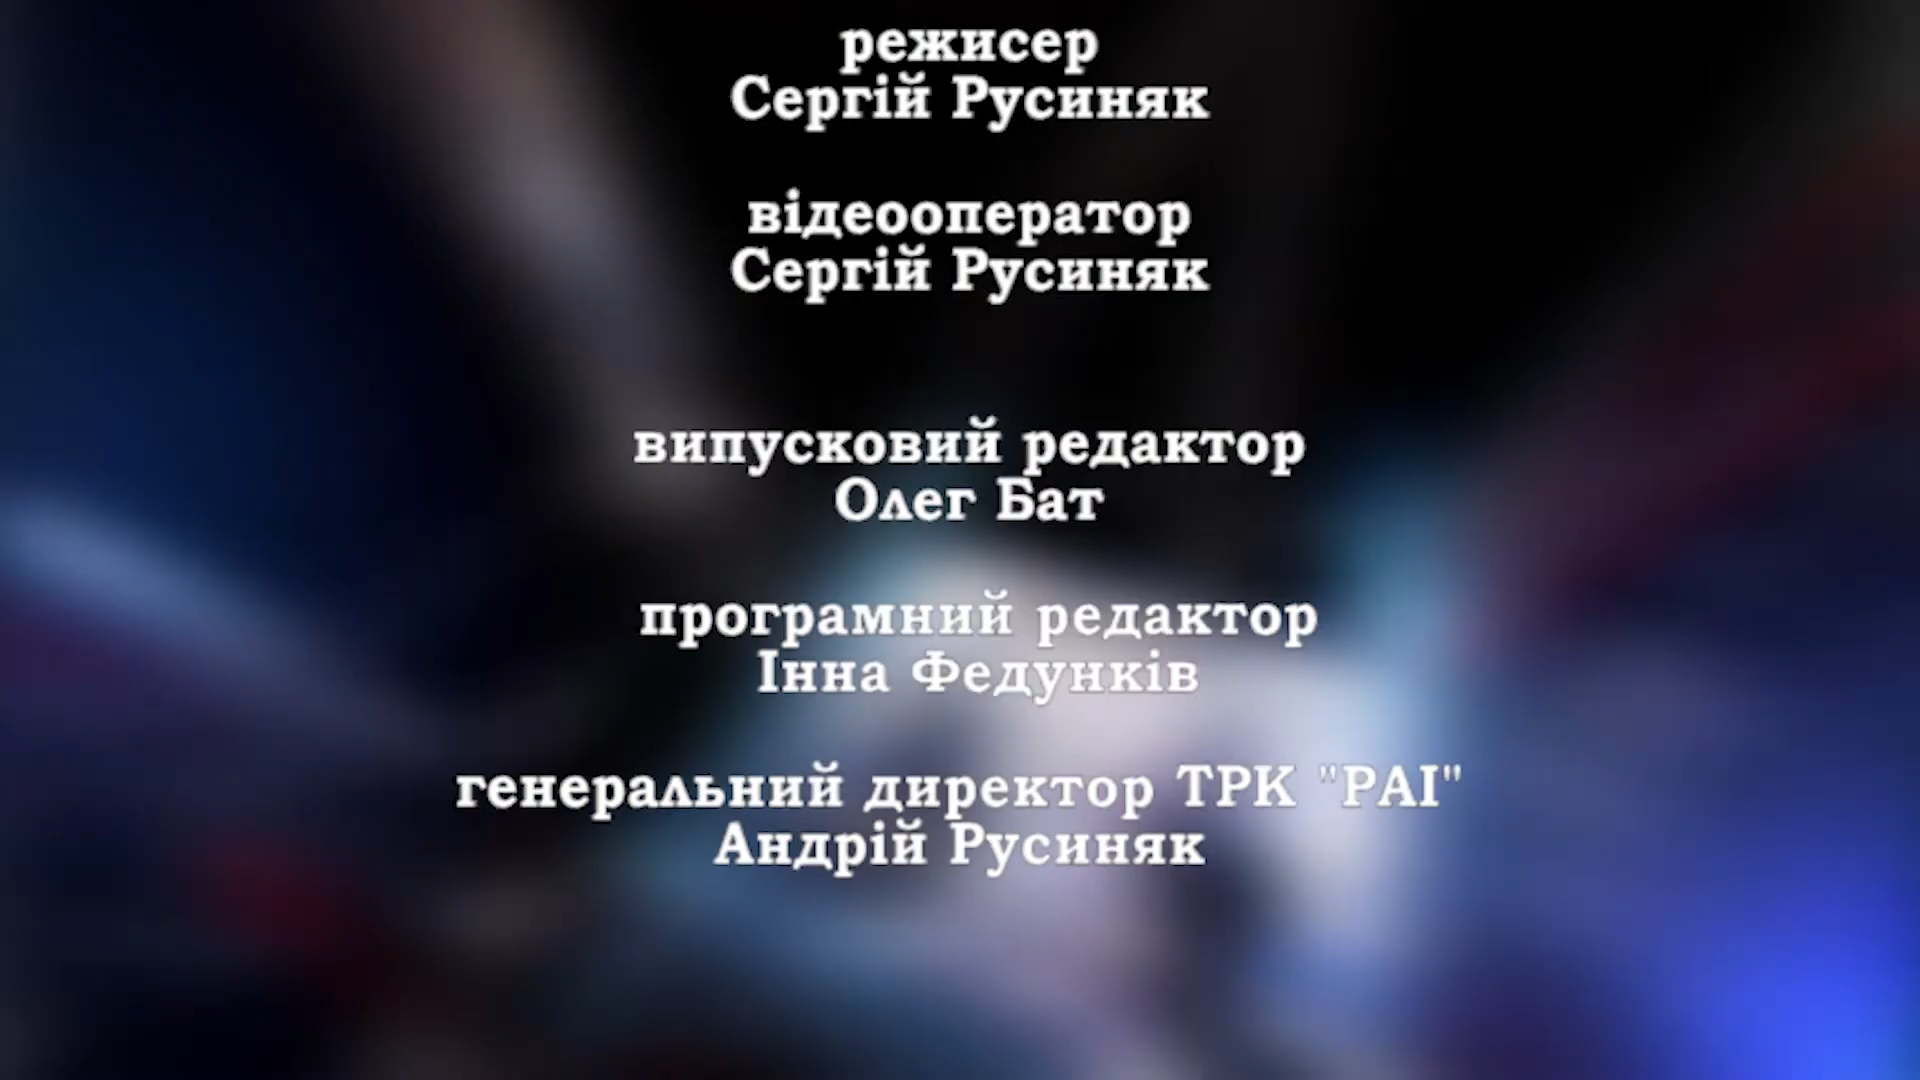 режисер
Сергій Русиняк
відеооператор
Сергій Русиняк
випусковий редактор
Олег Бат
програмний редактор
Інна Федунків
генеральний директор ТРК "РАІ"
Андрій Русиняк